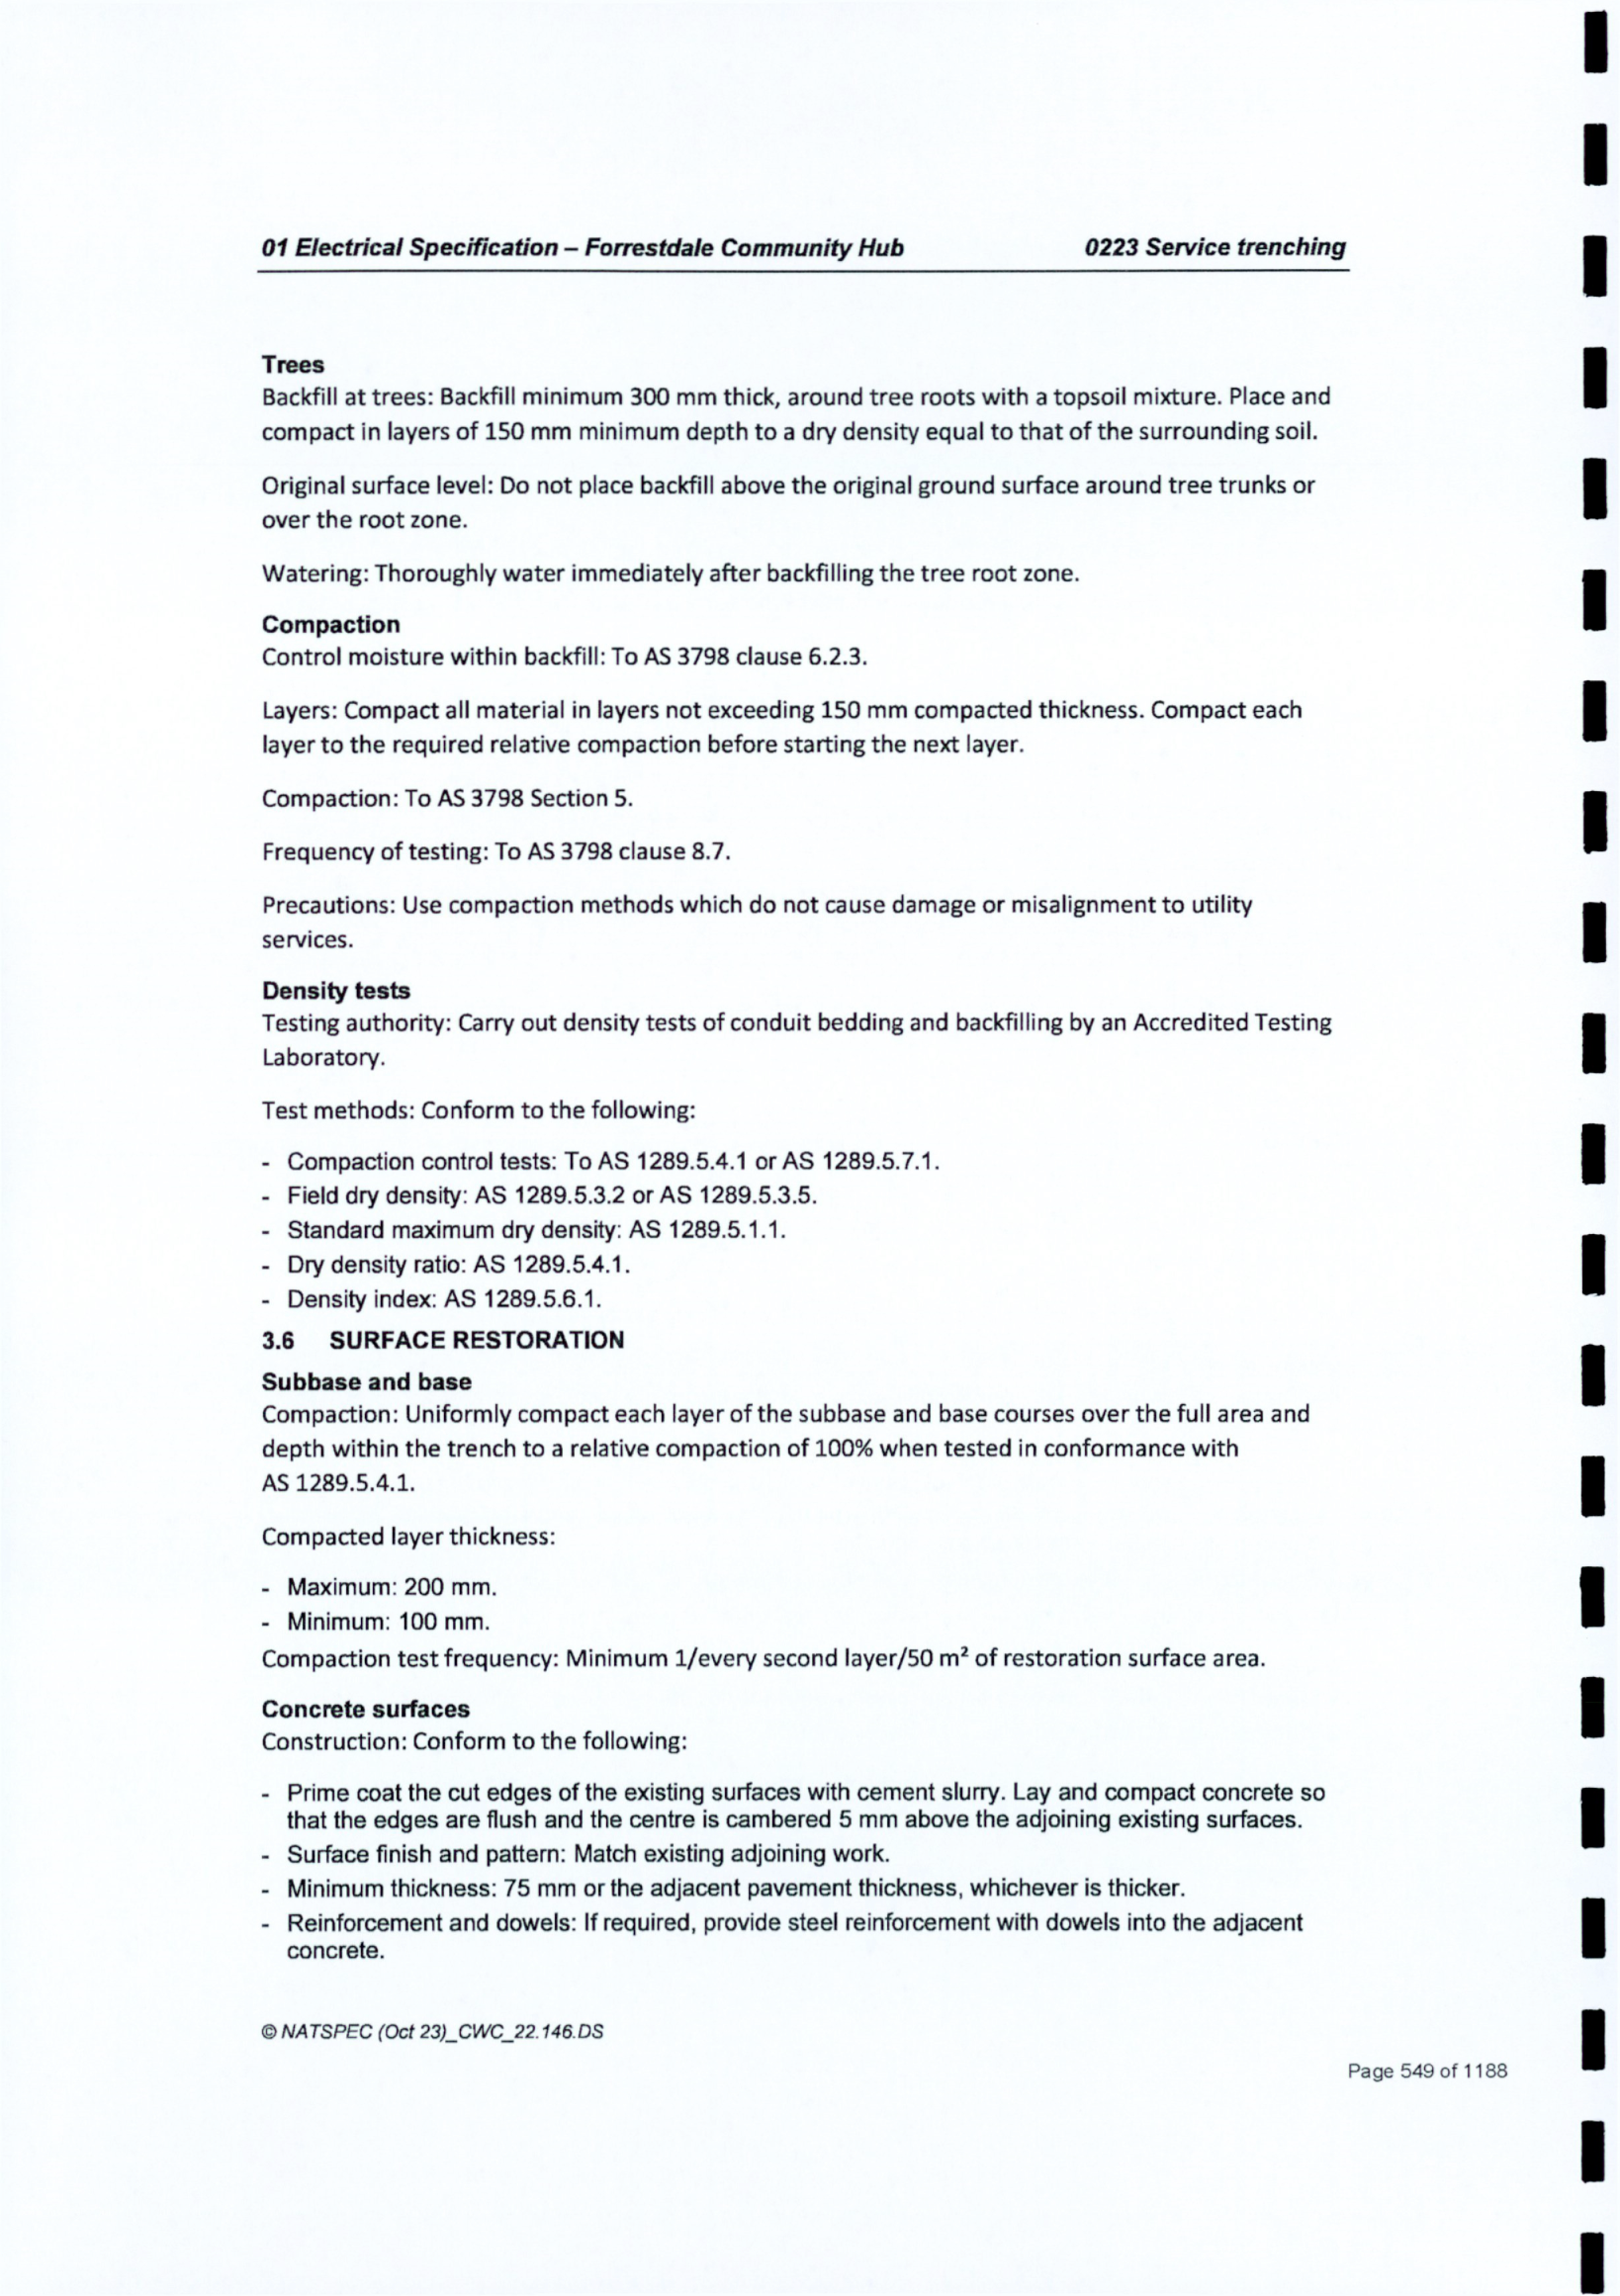 01 Electrical Specification – Forrestdale Community Hub 0223 Service trenching
Trees
Backfill at trees: Backfill minimum 300 mm thick, around tree roots with a topsoil mixture. Place and
compact in layers of 150 mm minimum depth to a dry density equal to that of the surrounding soil.
Original surface level: Do not place backfill above the original ground surface around tree trunks or
over the root zone.
Watering: Thoroughly water immediately after backfilling the tree root zone.
Compaction
Control moisture within backfill: To AS 3798 clause 6.2.3.
Layers: Compact all material in layers not exceeding 150 mm compacted thickness. Compact each
layer to the required relative compaction before starting the next layer.
Compaction: To AS 3798 Section 5.
Frequency of testing: To AS 3798 clause 8.7.
Precautions: Use compaction methods which do not cause damage or misalignment to utility
services.
Density tests
Testing authority: Carry out density tests of conduit bedding and backfilling by an Accredited Testing
Laboratory.
Test methods: Conform to the following:
- Compaction control tests: To AS 1289.5.4.1 or AS 1289.5.7.1.
- Field dry density: AS 1289.5.3.2 or AS 1289.5.3.5.
- Standard maximum dry density: AS 1289.5.1.1.
- Dry density ratio: AS 1289.5.4.1.
- Density index: AS 1289.5.6.1.
3.6 SURFACE RESTORATION
Subbase and base
Compaction: Uniformly compact each layer of the subbase and base courses over the full area and
depth within the trench to a relative compaction of 100% when tested in conformance with
AS 1289.5.4.1.
Compacted layer thickness:
- Maximum: 200 mm.
- Minimum: 100 mm.
Compaction test frequency: Minimum 1/every second layer/50 m² of restoration surface area.
Concrete surfaces
Construction: Conform to the following:
- Prime coat the cut edges of the existing surfaces with cement slurry. Lay and compact concrete so
that the edges are flush and the centre is cambered 5 mm above the adjoining existing surfaces.
- Surface finish and pattern: Match existing adjoining work.
- Minimum thickness: 75 mm or the adjacent pavement thickness, whichever is thicker.
- Reinforcement and dowels: If required, provide steel reinforcement with dowels into the adjacent
concrete.
© NATSPEC (Oct 23)_CWC_22.146.DS
Page 549 of 1188